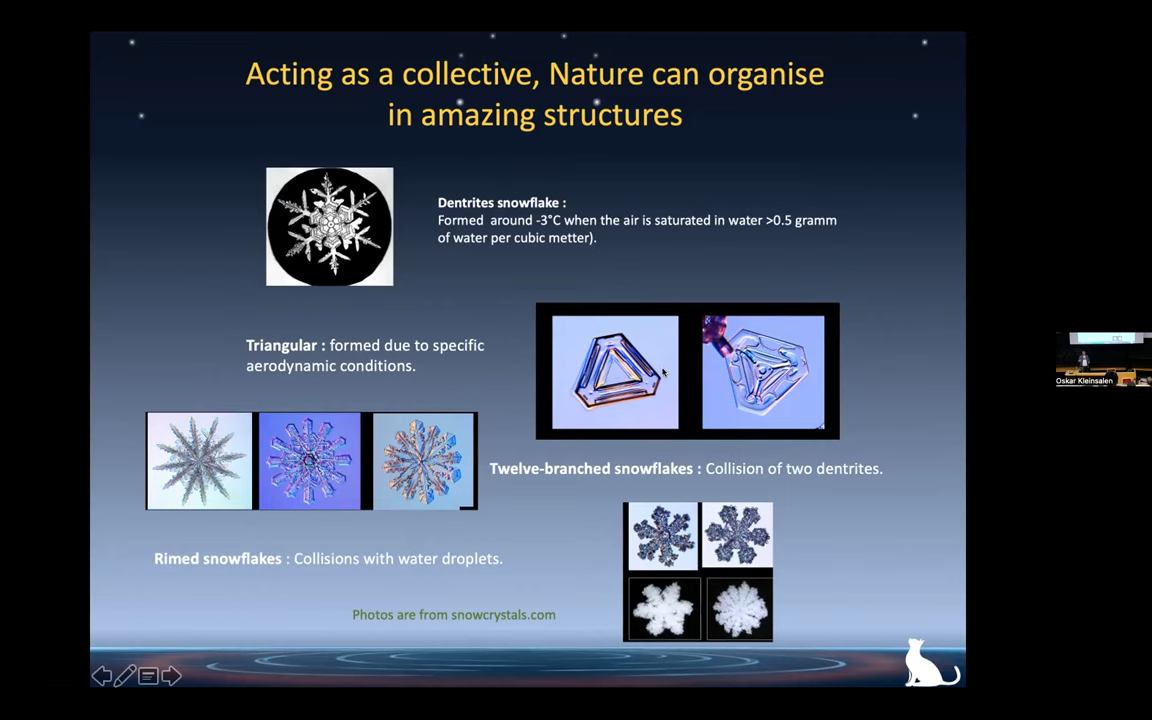 Acting as a collective, Nature can organise
in amazing structures
Dentrites snowflake :
Formed around -3°C when the air is saturated in water >0.5 gramm
of water per cubic metter).
Triangular : formed due to specific
aerodynamic conditions.
Twelve-branched snowflakes : Collision of two dentrites.
Rimed snowflakes : Collisions with water droplets.
Photos are from snowcrystals.com
Oskar Kleinsalen